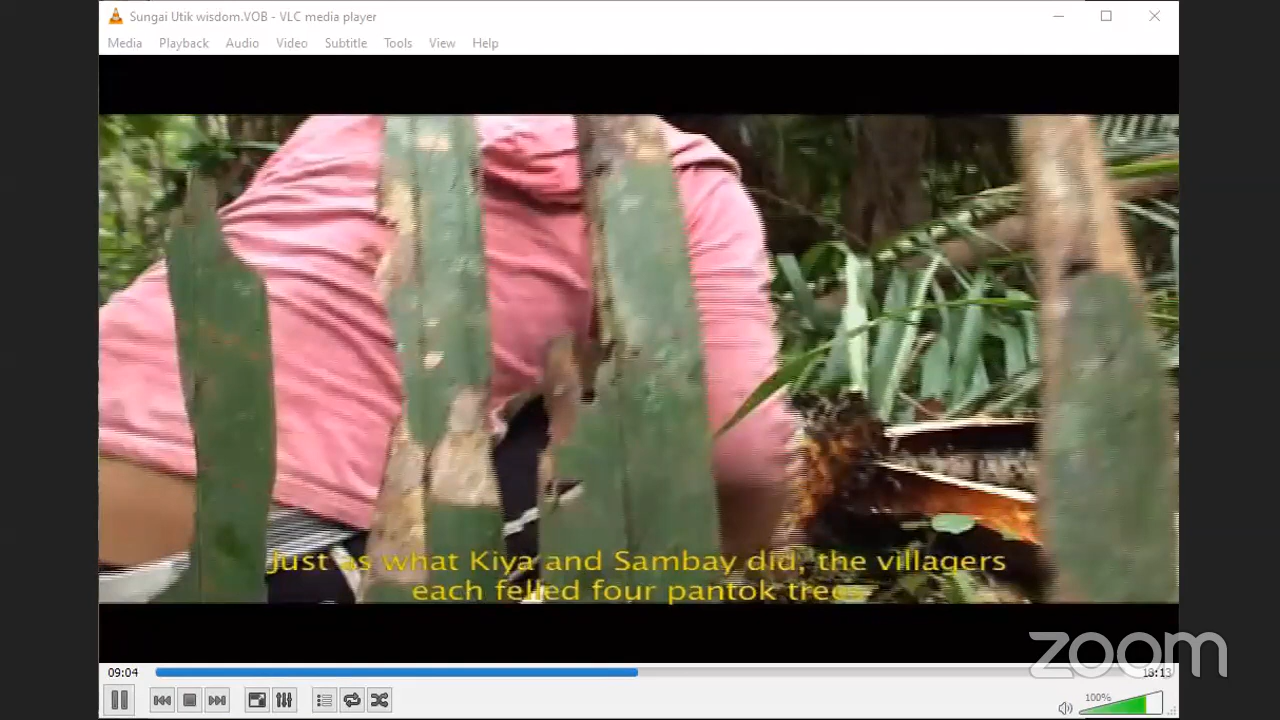 Sungai Utik wisdom.VOB - VLC media player
Media Playback Audio Video Subtitle Tools View Help
Just as what Kiya and Sambay did, the villagers
each felled four pantok trees
zoom
09:04
18:13
100%